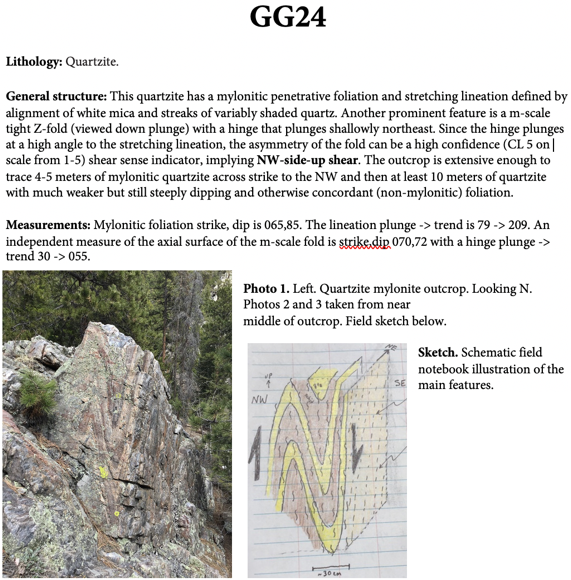 GG24
Lithology: Quartzite.
General structure: This quartzite has a mylonitic penetrative foliation and stretching lineation defined by
alignment of white mica and streaks of variably shaded quartz. Another prominent feature is a m-scale
tight Z-fold (viewed down plunge) with a hinge that plunges shallowly northeast. Since the hinge plunges
at a high angle to the stretching lineation, the asymmetry of the fold can be a high confidence (CL 5 on
scale from 1-5) shear sense indicator, implying NW-side-up shear. The outcrop is extensive enough to
trace 4-5 meters of mylonitic quartzite across strike to the NW and then at least 10 meters of quartzite
with much weaker but still steeply dipping and otherwise concordant (non-mylonitic) foliation.
Measurements: Mylonitic foliation strike, dip is 065,85. The lineation plunge -> trend is 79 -> 209. An
independent measure of the axial surface of the m-scale fold is strike,dip 070,72 with a hinge plunge ->
trend 30 -> 055.
Photo 1. Left. Quartzite mylonite outcrop. Looking N.
Photos 2 and 3 taken from near
middle of outcrop. Field sketch below.
Sketch. Schematic field
notebook illustration of the
main features.
UP
NW
NE
SE
~30 cm